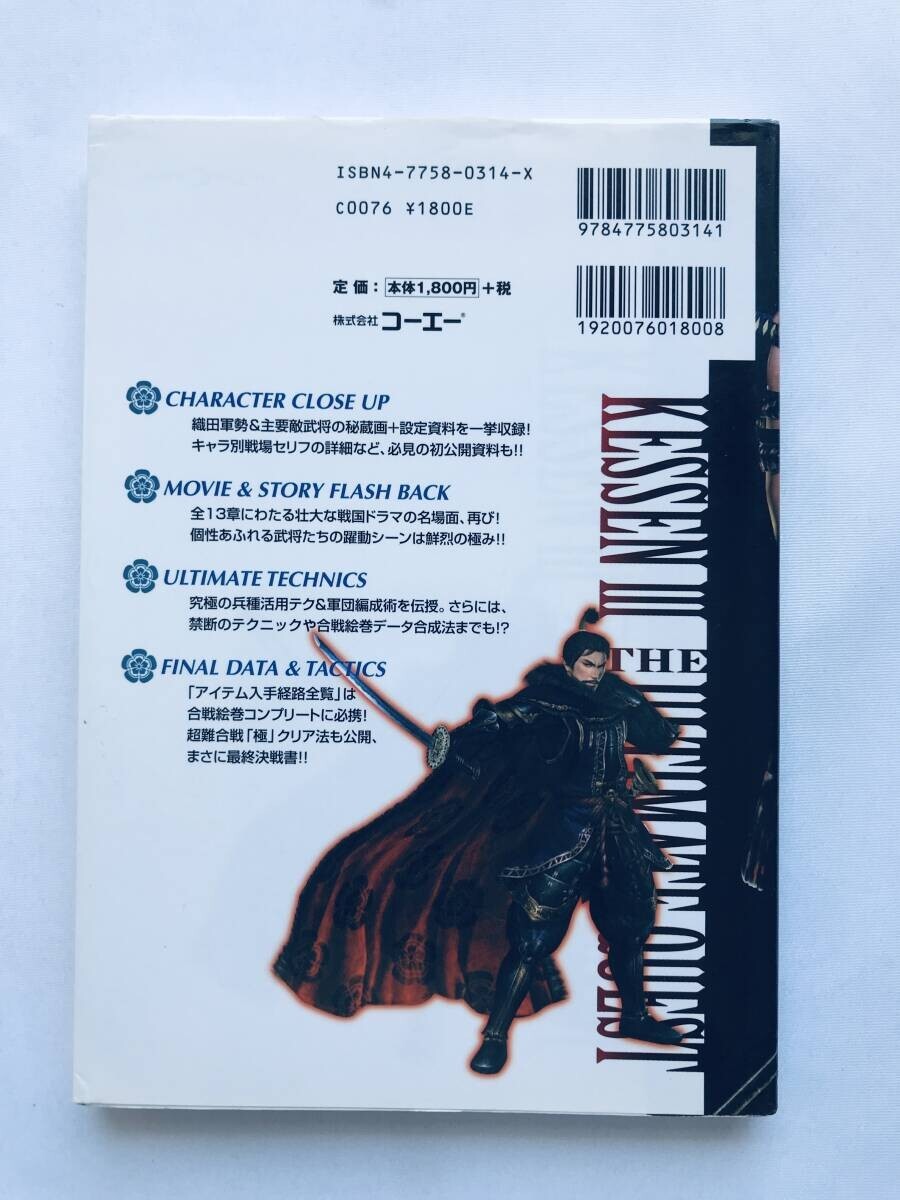 ISBN4-7758-0314-X
C0076 ¥1800E
9784775803141
定価：本体1,800円+税
株式会社 コーエー®
1920076018008
CHARACTER CLOSE UP
織田軍勢&主要敵武将の秘蔵画+設定資料を一挙収録！
キャラ別戦場セリフの詳細など、必見の初公開資料も!!
MOVIE & STORY FLASH BACK
全13章にわたる壮大な戦国ドラマの名場面、再び！
個性あふれる武将たちの躍動シーンは鮮烈の極み!!
ULTIMATE TECHNICS
究極の兵種活用テク&軍団編成術を伝授。さらには、
禁断のテクニックや合戦絵巻データ合成法までも!?
FINAL DATA & TACTICS
「アイテム入手経路全覧」は
合戦絵巻コンプリートに必携！
超難合戦「極」クリア法も公開、
まさに最終決戦書!!
KESSEN III
THE